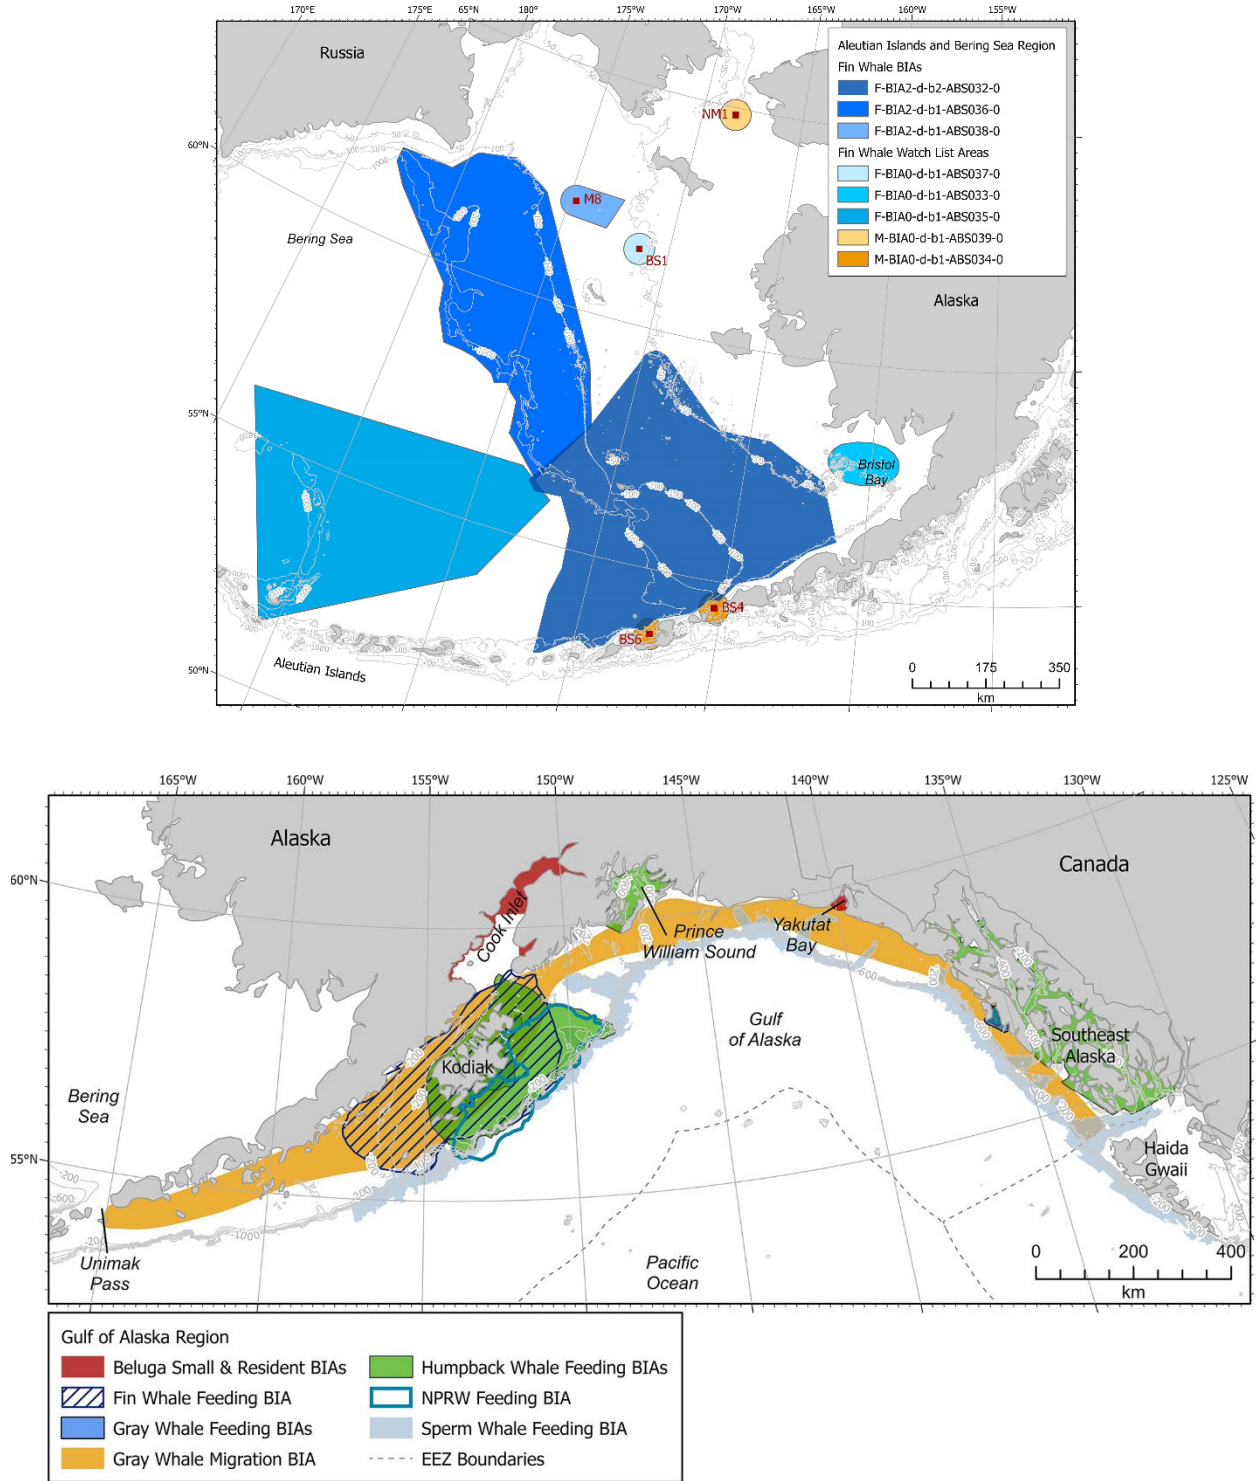 170°E
175°E
65°N
180°
175°W
170°W
165°W
160°W
155°W
Russia
Aleutian Islands and Bering Sea Region
Fin Whale BIAs
F-BIA2-d-b2-ABS032-0
F-BIA2-d-b1-ABS036-0
F-BIA2-d-b1-ABS038-0
Fin Whale Watch List Areas
F-BIA0-d-b1-ABS037-0
F-BIA0-d-b1-ABS033-0
F-BIA0-d-b1-ABS035-0
M-BIA0-d-b1-ABS039-0
M-BIA0-d-b1-ABS034-0
NM1
60°N
M8
Bering Sea
BS1
Alaska
55°N
Bristol
Bay
BS4
BS6
50°N
Aleutian Islands
0 175 350
km
165°W
160°W
155°W
150°W
145°W
140°W
135°W
130°W
125°W
Alaska
Canada
60°N
Cook Inlet
Prince
William Sound
Yakutat
Bay
Gulf
of Alaska
Southeast
Alaska
Kodiak
Bering
Sea
55°N
Haida
Gwaii
Unimak
Pass
Pacific
Ocean
0 200 400
km
Gulf of Alaska Region
Beluga Small & Resident BIAs
Fin Whale Feeding BIA
Gray Whale Feeding BIAs
Gray Whale Migration BIA
Humpback Whale Feeding BIAs
NPRW Feeding BIA
Sperm Whale Feeding BIA
EEZ Boundaries